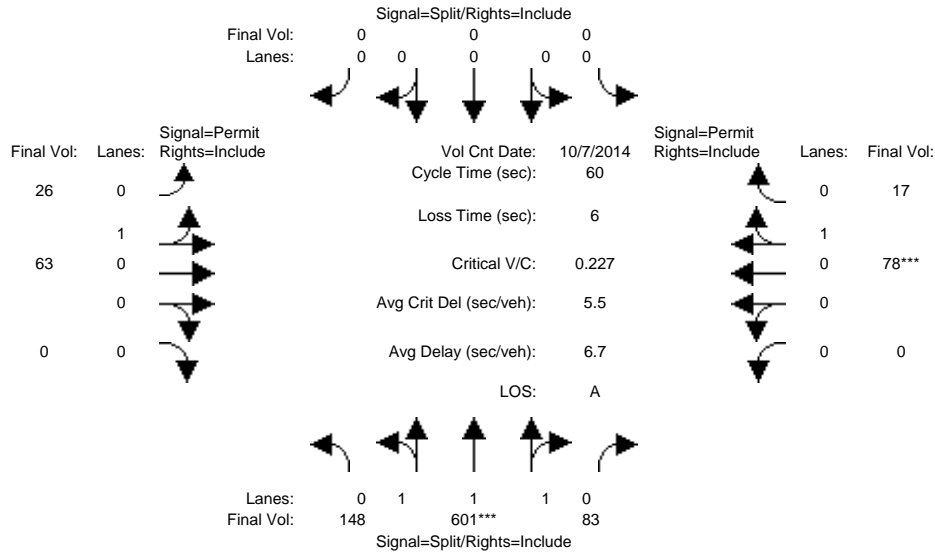 Signal=Split/Rights=Include
Final Vol: 0 0 0
Lanes: 0 0 0 0 0
Signal=Permit
Final Vol: Lanes: Rights=Include
Vol Cnt Date: 10/7/2014
Signal=Permit
Rights=Include Lanes: Final Vol:
Cycle Time (sec): 60
26 0
0 17
Loss Time (sec): 6
1
1
63 0
Critical V/C: 0.227
0 78***
0
Avg Crit Del (sec/veh): 5.5
0
0 0
Avg Delay (sec/veh): 6.7
0 0
LOS: A
Lanes: 0 1 1 1 0
Final Vol: 148 601*** 83
Signal=Split/Rights=Include